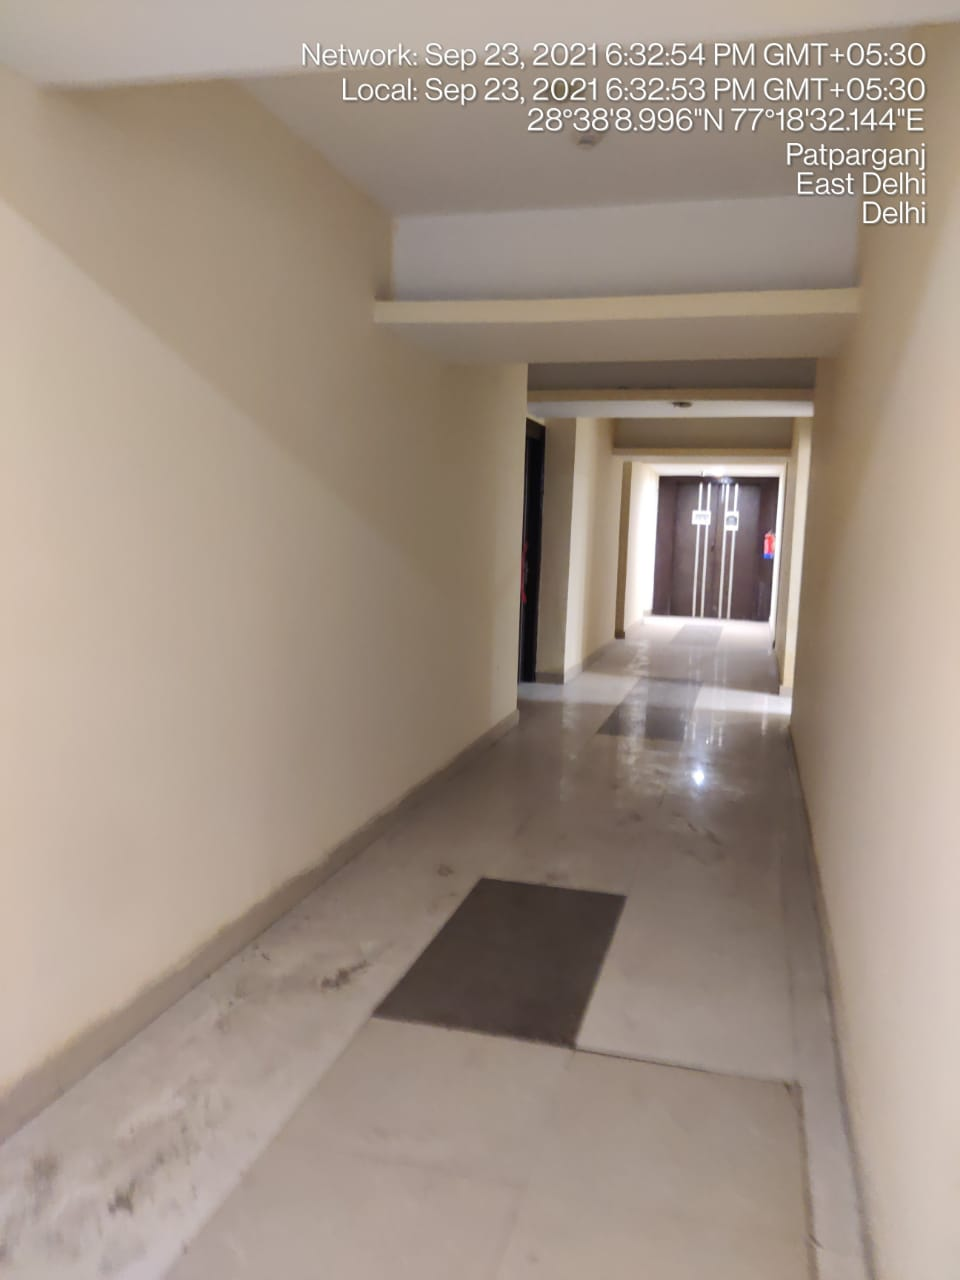 Network: Sep 23, 2021 6:32:54 PM GMT+05:30
Local: Sep 23, 2021 6:32:53 PM GMT+05:30
28°38'8.996"N 77°18'32.144"E
Patparganj
East Delhi
Delhi